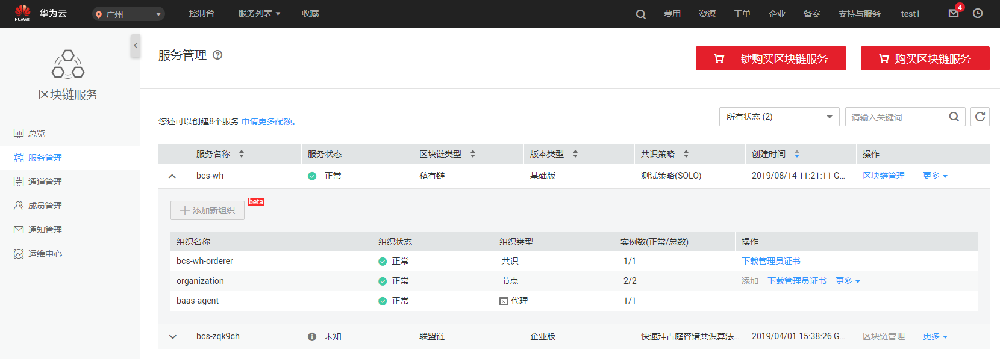 HUAWEI 华为云 广州 控制台 服务列表 收藏 费用 资源 工单 企业 备案 支持与服务 test1 4
区块链服务
总览
服务管理
通道管理
成员管理
通知管理
运维中心
服务管理 一键购买区块链服务 购买区块链服务
您还可以创建8个服务 申请更多配额。 所有状态 (2) 请输入关键词
服务名称 服务状态 区块链类型 版本类型 共识策略 创建时间 操作
bcs-wh 正常 私有链 基础版 测试策略(SOLO) 2019/08/14 11:21:11 G... 区块链管理 更多
添加新组织 beta
组织名称 组织状态 组织类型 实例数(正常/总数) 操作
bcs-wh-orderer 正常 共识 1/1 下载管理员证书
organization 正常 节点 2/2 添加 下载管理员证书 更多
baas-agent 正常 代理 1/1
bcs-zqk9ch 未知 联盟链 企业版 快速拜占庭容错共识算法... 2019/04/01 15:38:26 G... 区块链管理 更多